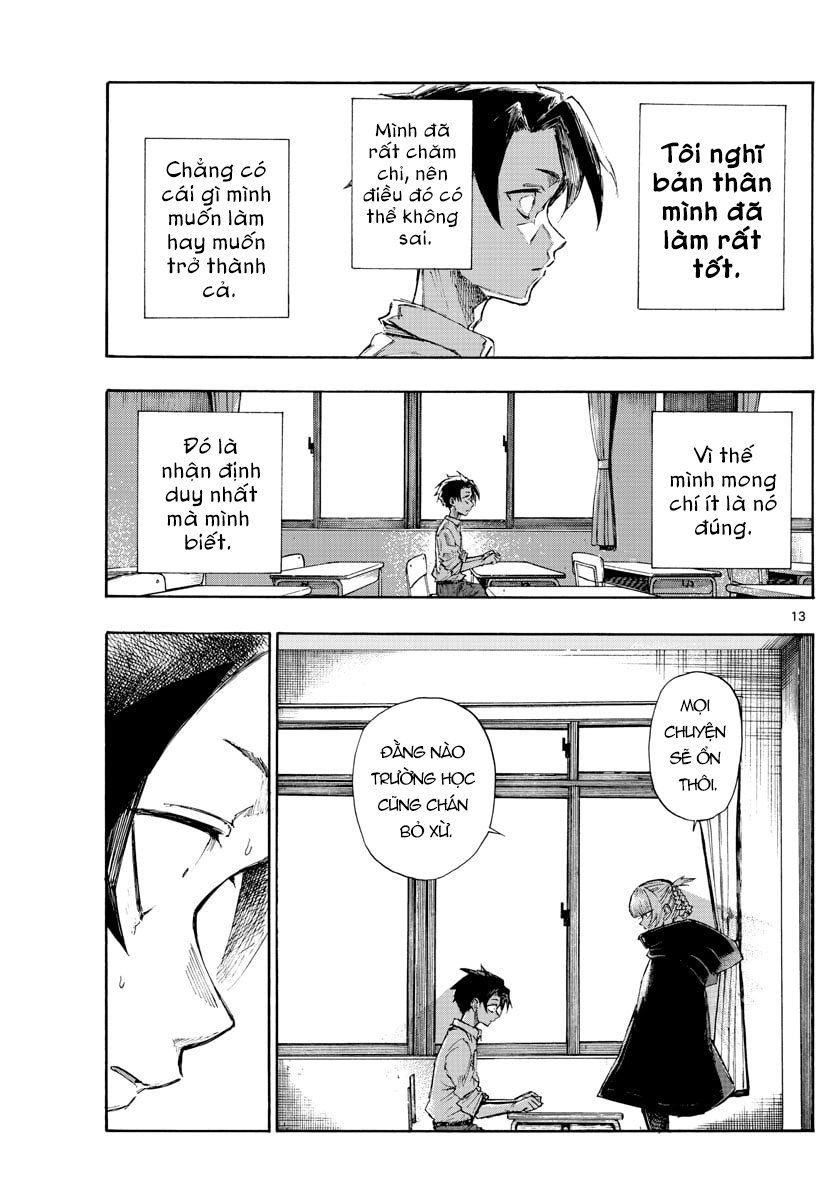 Tôi nghĩ
bản thân
mình đã
làm rất
tốt.
Mình đã
rất chăm
chỉ, nên
điều đó có
thể không
sai.
Chẳng có
cái gì mình
muốn làm
hay muốn
trở thành
cả.
Vì thế
mình mong
chí ít là nó
đúng.
Đó là
nhận định
duy nhất
mà mình
biết.
13
MỌI
CHUYỆN
SẼ ỔN
THÔI.
ĐẰNG NÀO
TRƯỜNG HỌC
CŨNG CHÁN
BỎ XỪ.